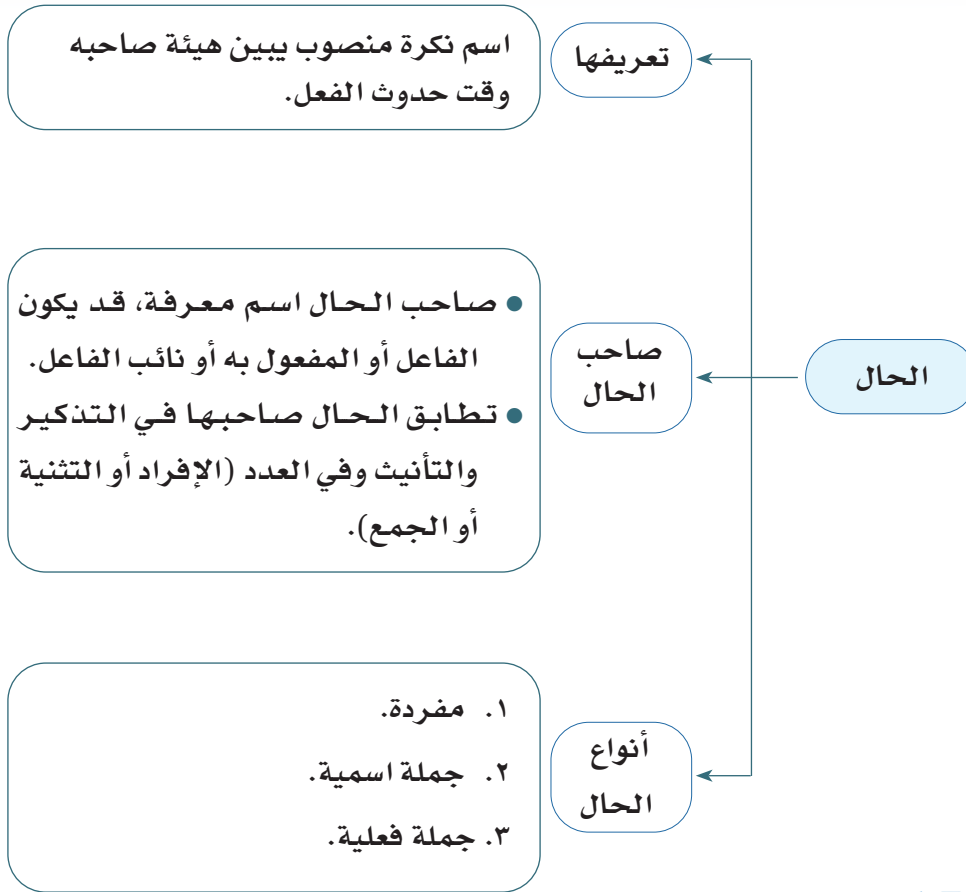 الحال
تعريفها
اسم نكرة منصوب يبين هيئة صاحبه
وقت حدوث الفعل.
صاحب
الحال
● صاحب الحال اسم معرفة، قد يكون
الفاعل أو المفعول به أو نائب الفاعل.
● تطابق الحال صاحبها في التذكير
والتأنيث وفي العدد (الإفراد أو التثنية
أو الجمع).
أنواع
الحال
١. مفردة.
٢. جملة اسمية.
٣. جملة فعلية.